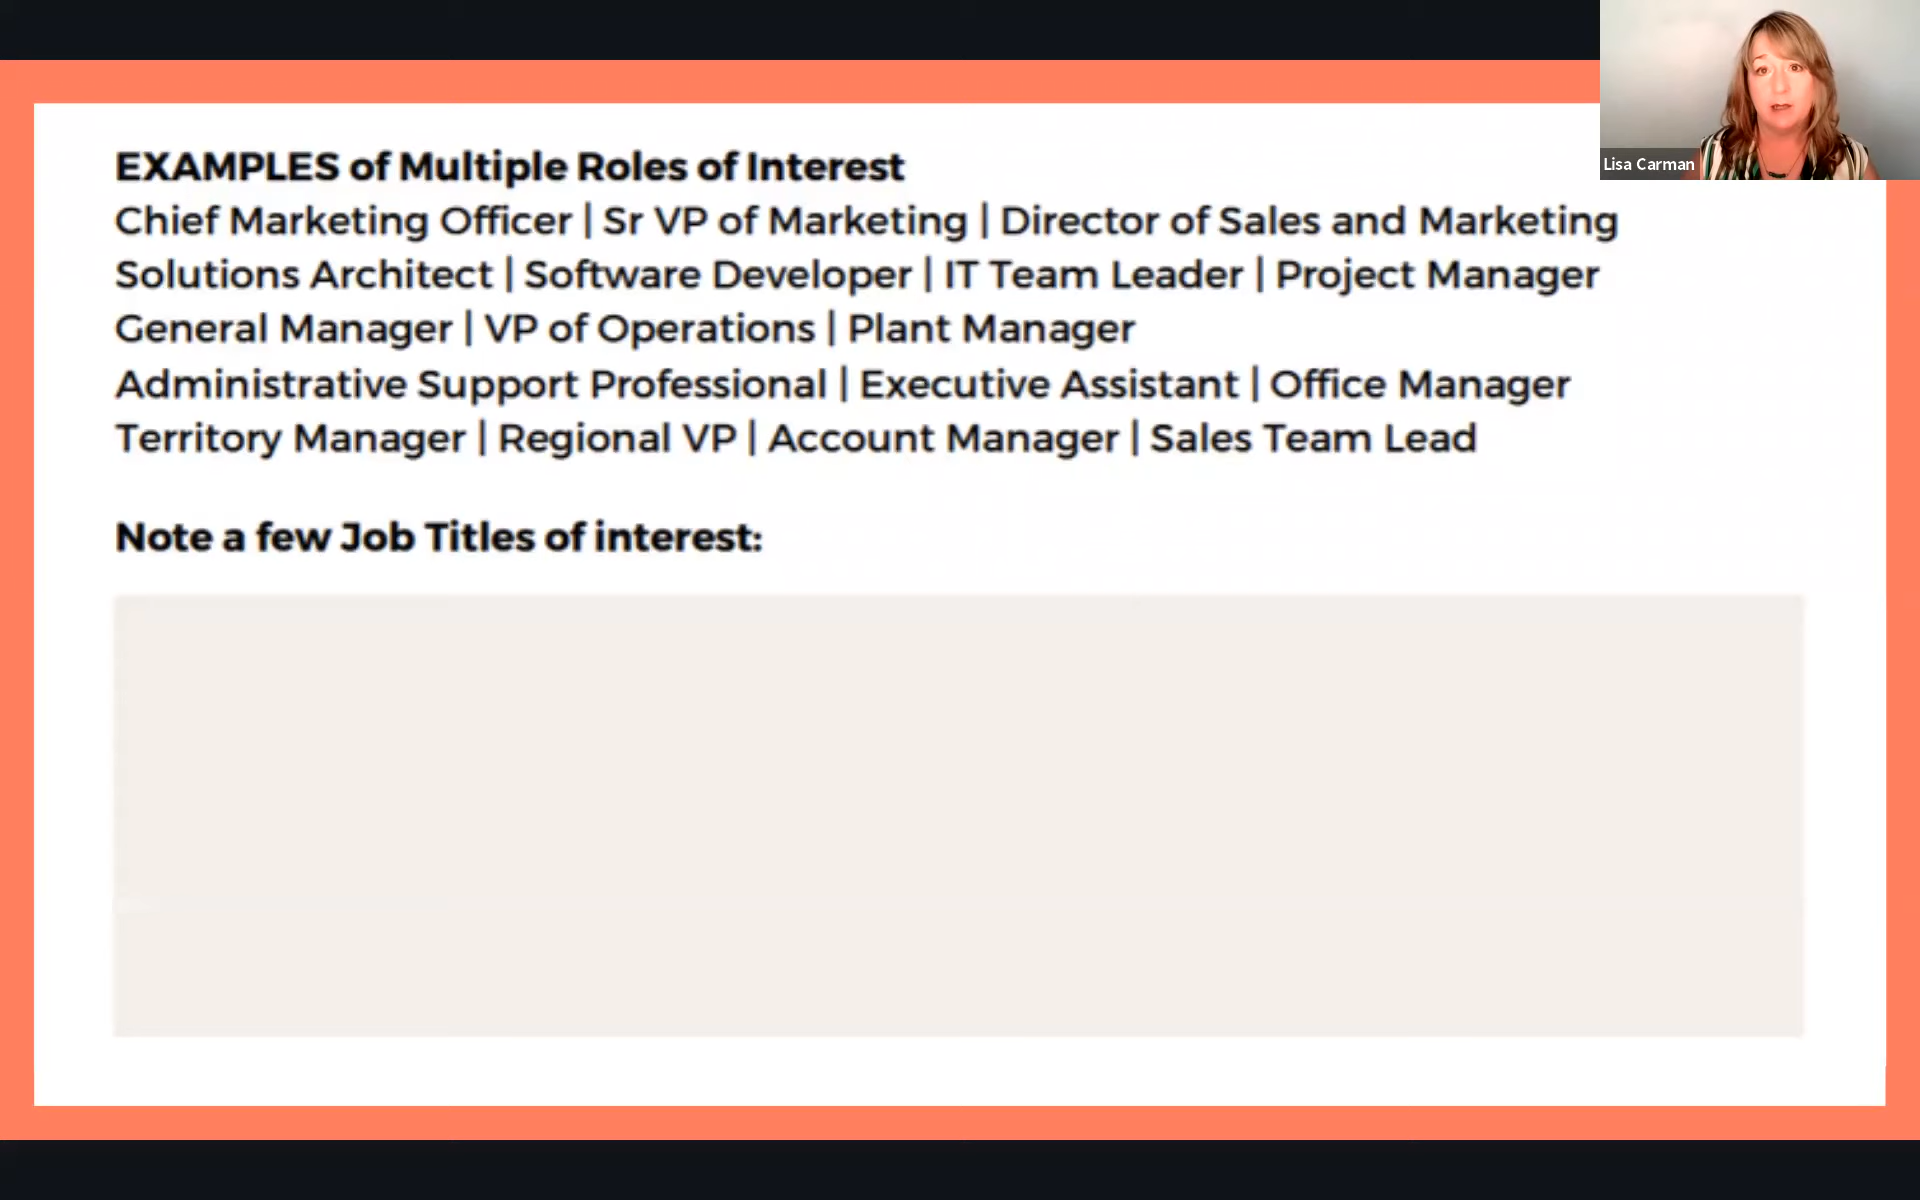 EXAMPLES of Multiple Roles of Interest
Chief Marketing Officer | Sr VP of Marketing | Director of Sales and Marketing
Solutions Architect | Software Developer | IT Team Leader | Project Manager
General Manager | VP of Operations | Plant Manager
Administrative Support Professional | Executive Assistant | Office Manager
Territory Manager | Regional VP | Account Manager | Sales Team Lead
Note a few Job Titles of interest:
Lisa Carman